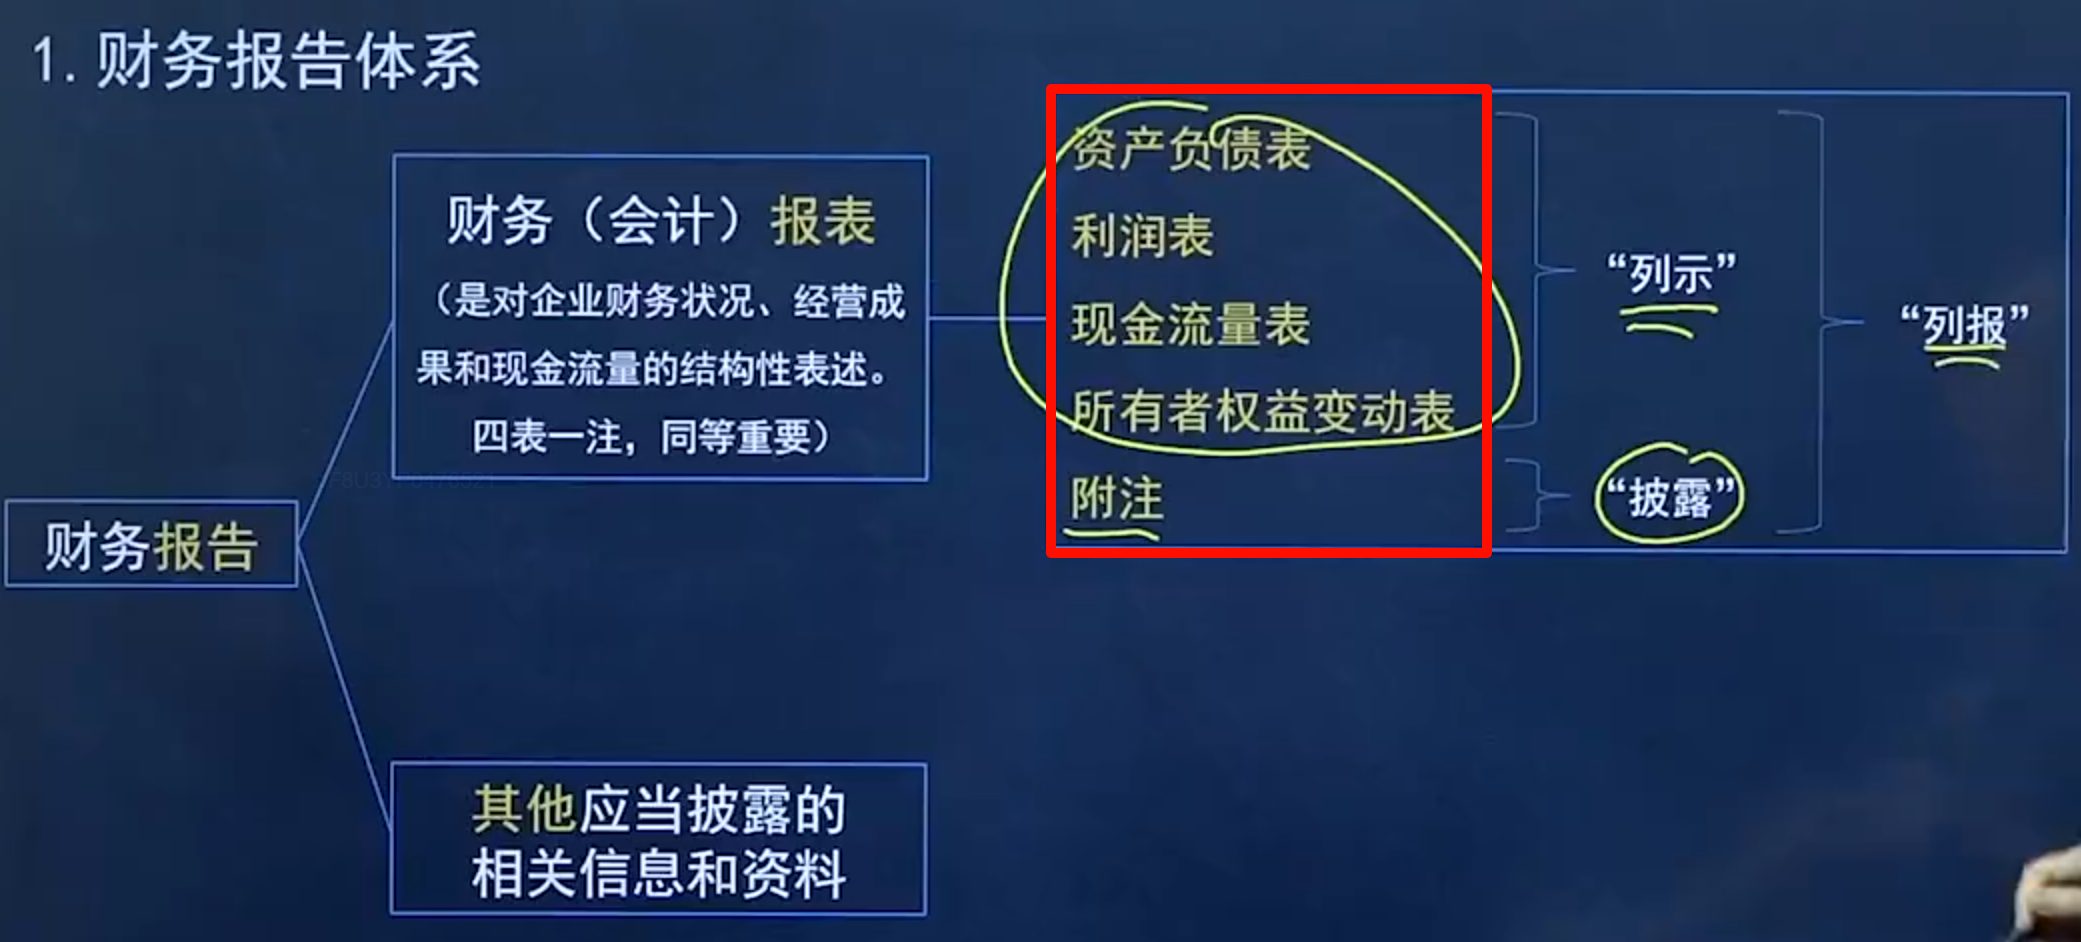 1.财务报告体系
财务（会计）报表
（是对企业财务状况、经营成
果和现金流量的结构性表述。
四表一注，同等重要）
资产负债表
利润表
现金流量表
所有者权益变动表
附注
“列示”
“披露”
“列报”
财务报告
其他应当披露的
相关信息和资料